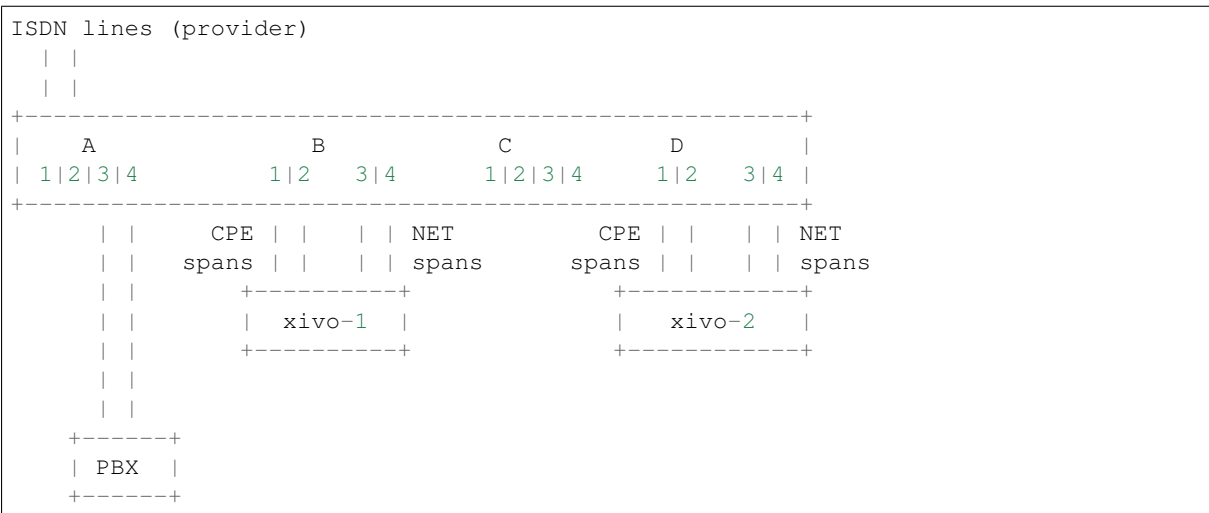 ISDN lines (provider)
  | |
  | |
+------------------------------------------------------+
|    A               B            C           D        |
| 1|2|3|4         1|2   3|4      1|2|3|4     1|2   3|4 |
+------------------------------------------------------+
      | |     CPE | |   | | NET          CPE | |    | | NET
      | |   spans | |   | | spans      spans | |    | | spans
      | |       +----------+              +------------+
      | |       |  xivo-1  |              |   xivo-2   |
      | |       +----------+              +------------+
      | |
      | |
    +------+
    | PBX  |
    +------+